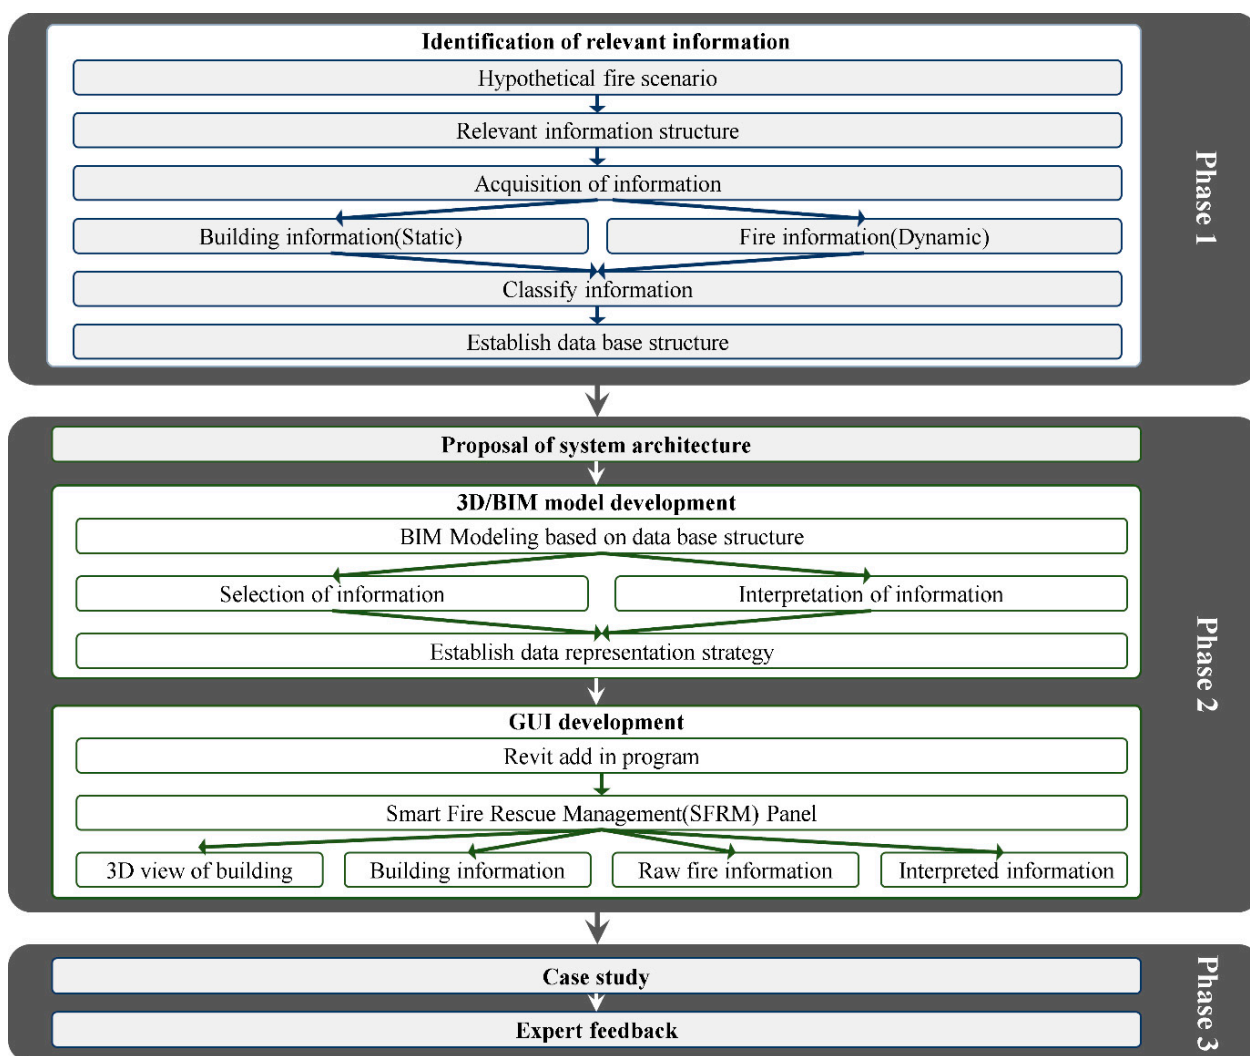 Identification of relevant information
Hypothetical fire scenario
Relevant information structure
Acquisition of information
Building information(Static)
Fire information(Dynamic)
Classify information
Establish data base structure
Phase 1
Proposal of system architecture
3D/BIM model development
BIM Modeling based on data base structure
Selection of information
Interpretation of information
Establish data representation strategy
GUI development
Revit add in program
Smart Fire Rescue Management(SFRM) Panel
3D view of building
Building information
Raw fire information
Interpreted information
Phase 2
Case study
Expert feedback
Phase 3